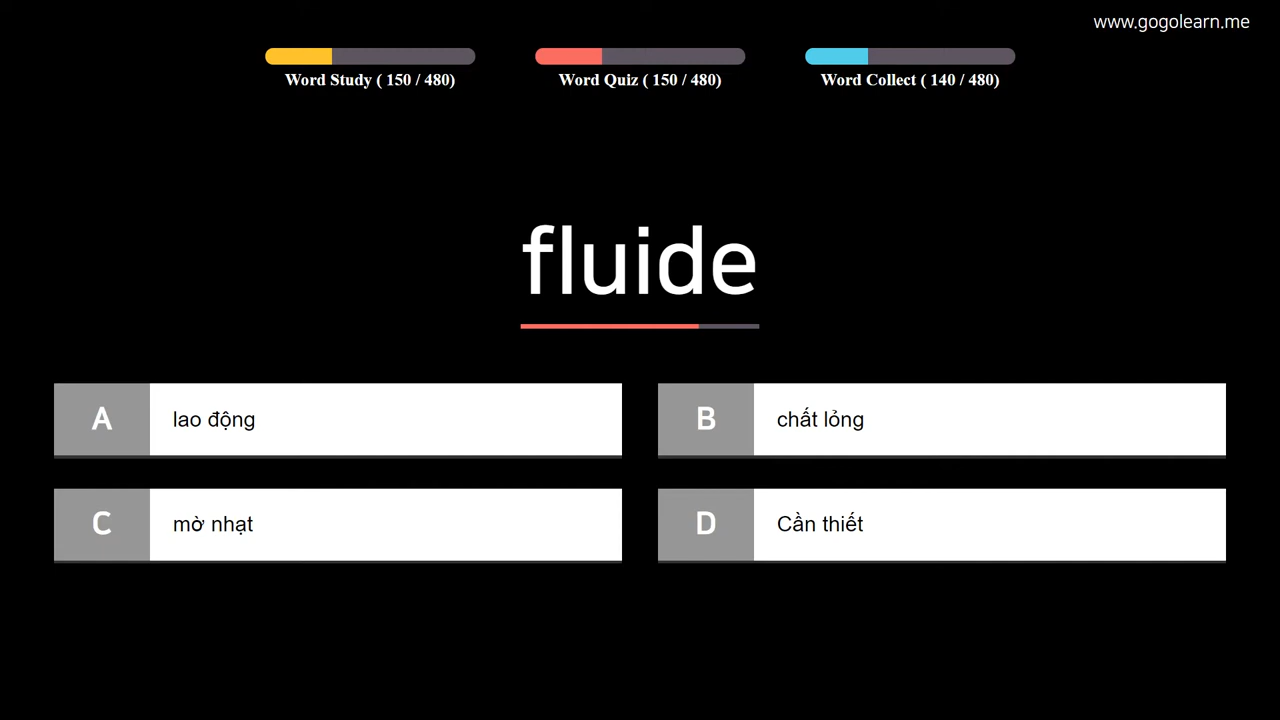 www.gogolearn.me
Word Study ( 150 / 480)
Word Quiz ( 150 / 480)
Word Collect ( 140 / 480)
fluide
A lao động
B chất lỏng
C mờ nhạt
D Cần thiết